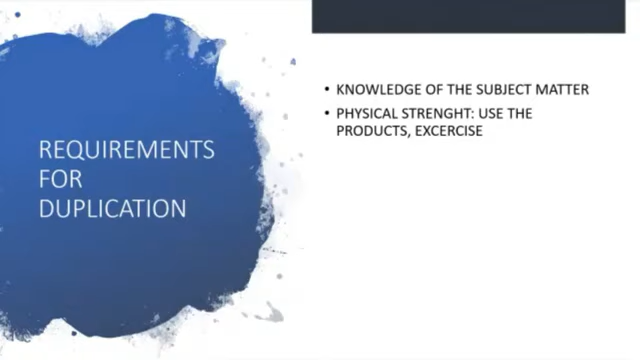 REQUIREMENTS
FOR
DUPLICATION
• KNOWLEDGE OF THE SUBJECT MATTER
• PHYSICAL STRENGHT: USE THE
PRODUCTS, EXCERCISE